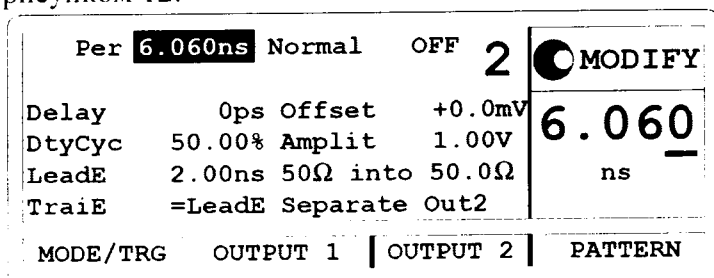 рисунком 12.
Per 6.060ns Normal OFF 2 MODIFY
Delay 0ps Offset +0.0mV 6.060
DtyCyc 50.00% Amplit 1.00V
LeadE 2.00ns 50Ω into 50.0Ω ns
TraiE =LeadE Separate Out2
MODE/TRG OUTPUT 1 OUTPUT 2 PATTERN